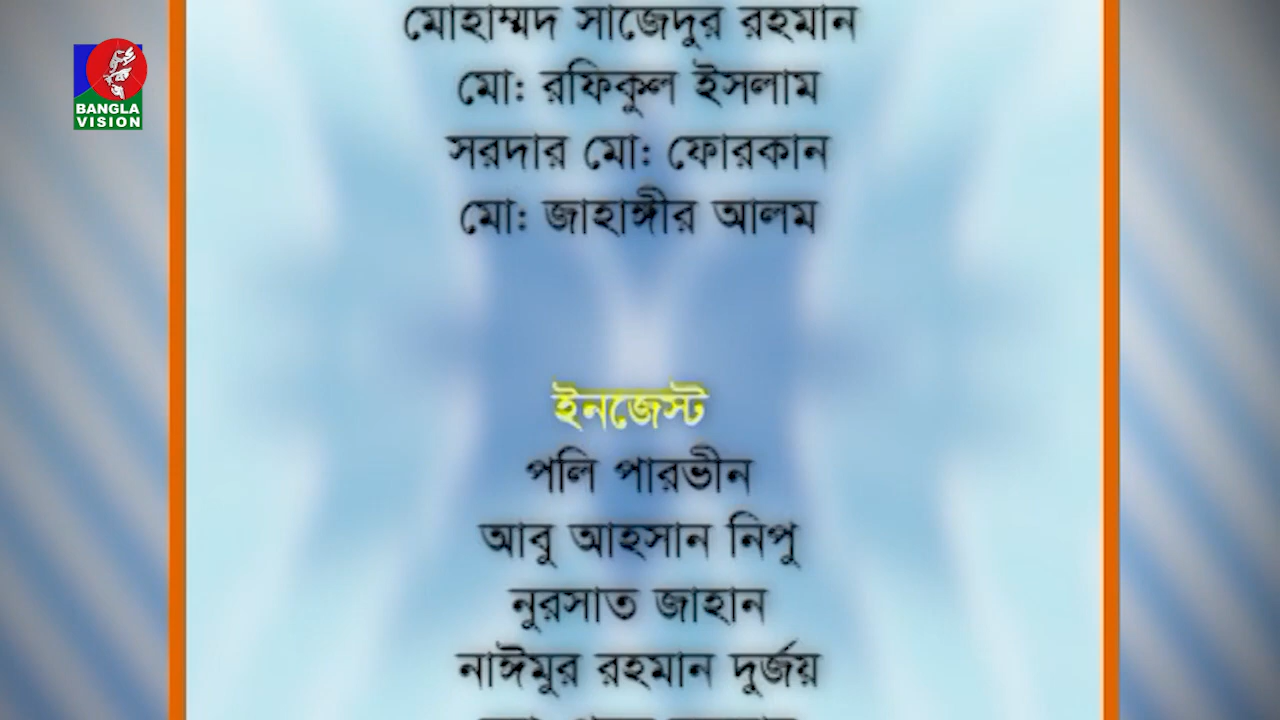 BANGLA
VISION
মোহাম্মদ সাজেদুর রহমান
মো: রফিকুল ইসলাম
সরদার মো: ফোরকান
মো: জাহাঙ্গীর আলম
ইনজেস্ট
পলি পারভীন
আবু আহসান নিপু
নুরসাত জাহান
নাঈমুর রহমান দুর্জয়